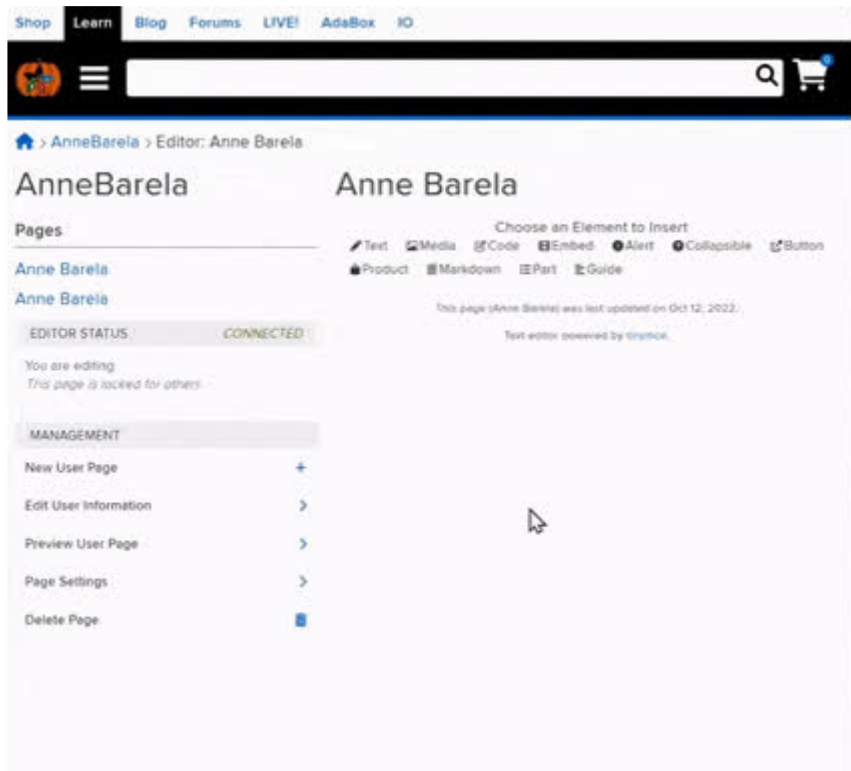 Shop Learn Blog Forums LIVE! AdaBox IO
0
> AnneBarela > Editor: Anne Barela
AnneBarela
Pages
Anne Barela
Anne Barela
EDITOR STATUS CONNECTED
You are editing
This page is locked for others.
MANAGEMENT
New User Page +
Edit User Information >
Preview User Page >
Page Settings >
Delete Page
Anne Barela
Choose an Element to Insert
Text Media Code Embed Alert Collapsible Button
Product Markdown Part Guide
This page (Anne Barela) was last updated on Oct 12, 2022.
Text editor powered by tinymce.